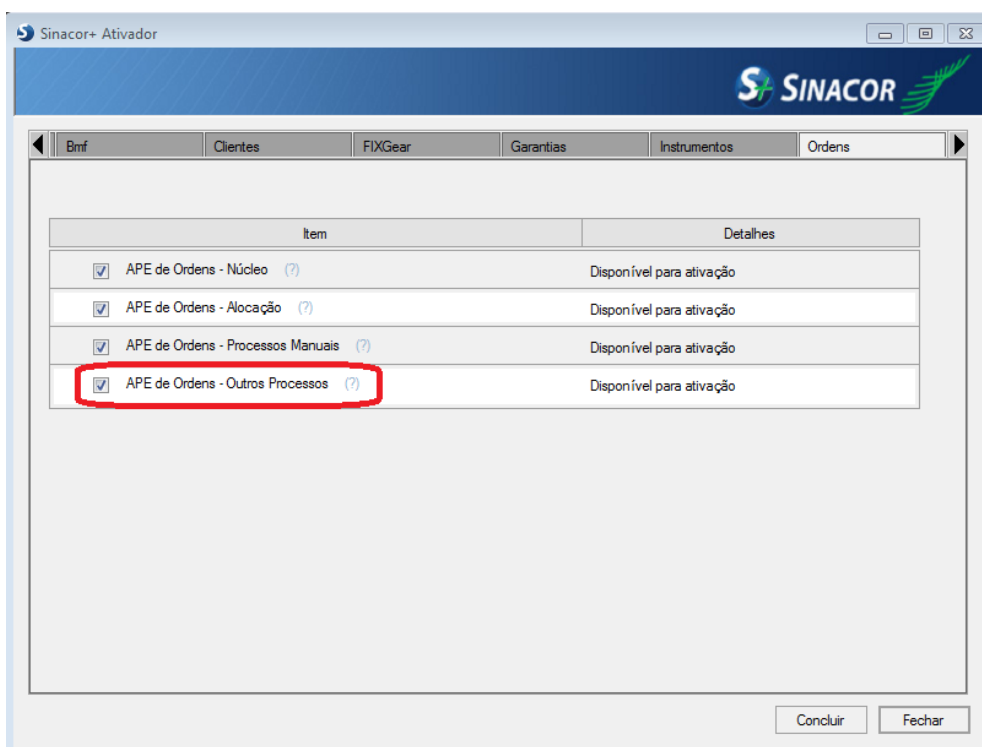 Sinacor+ Ativador
S+ SINACOR
Bmf Clientes FIXGear Garantias Instrumentos Ordens
Item Detalhes
APE de Ordens - Núcleo (?) Disponível para ativação
APE de Ordens - Alocação (?) Disponível para ativação
APE de Ordens - Processos Manuais (?) Disponível para ativação
APE de Ordens - Outros Processos (?) Disponível para ativação
Concluir Fechar